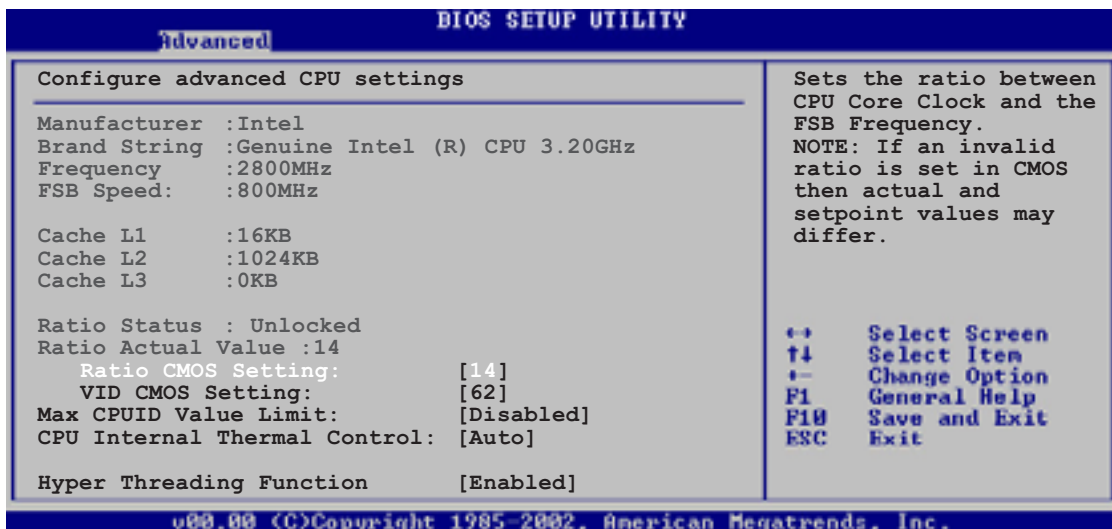 BIOS SETUP UTILITY
Advanced
Configure advanced CPU settings
Manufacturer :Intel
Brand String :Genuine Intel (R) CPU 3.20GHz
Frequency :2800MHz
FSB Speed: :800MHz
Cache L1 :16KB
Cache L2 :1024KB
Cache L3 :0KB
Ratio Status : Unlocked
Ratio Actual Value :14
Ratio CMOS Setting: [14]
VID CMOS Setting: [62]
Max CPUID Value Limit: [Disabled]
CPU Internal Thermal Control: [Auto]
Hyper Threading Function [Enabled]
Sets the ratio between
CPU Core Clock and the
FSB Frequency.
NOTE: If an invalid
ratio is set in CMOS
then actual and
setpoint values may
differ.
←→ Select Screen
↑↓ Select Item
+- Change Option
F1 General Help
F10 Save and Exit
ESC Exit
v00.00 (C)Copyright 1985-2002, American Megatrends, Inc.